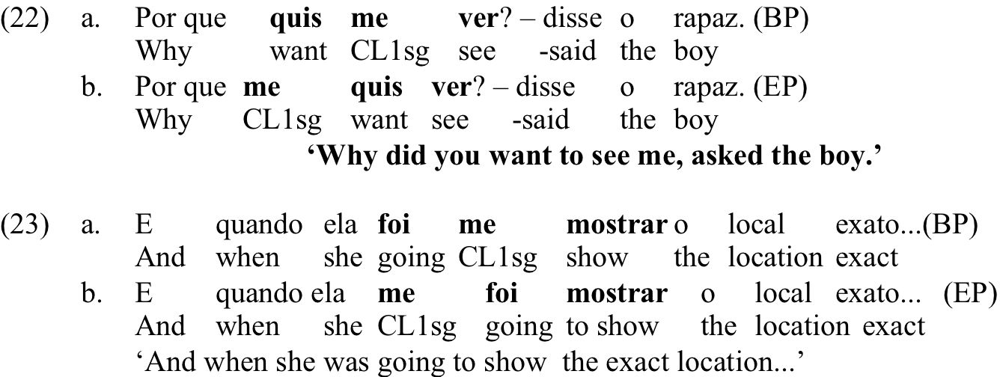 (22) a. Por que quis me ver? – disse o rapaz. (BP)
Why want CL1sg see -said the boy
b. Por que me quis ver? – disse o rapaz. (EP)
Why CL1sg want see -said the boy
‘Why did you want to see me, asked the boy.’
(23) a. E quando ela foi me mostrar o local exato...(BP)
And when she going CL1sg show the location exact
b. E quando ela me foi mostrar o local exato... (EP)
And when she CL1sg going to show the location exact
‘And when she was going to show the exact location...’